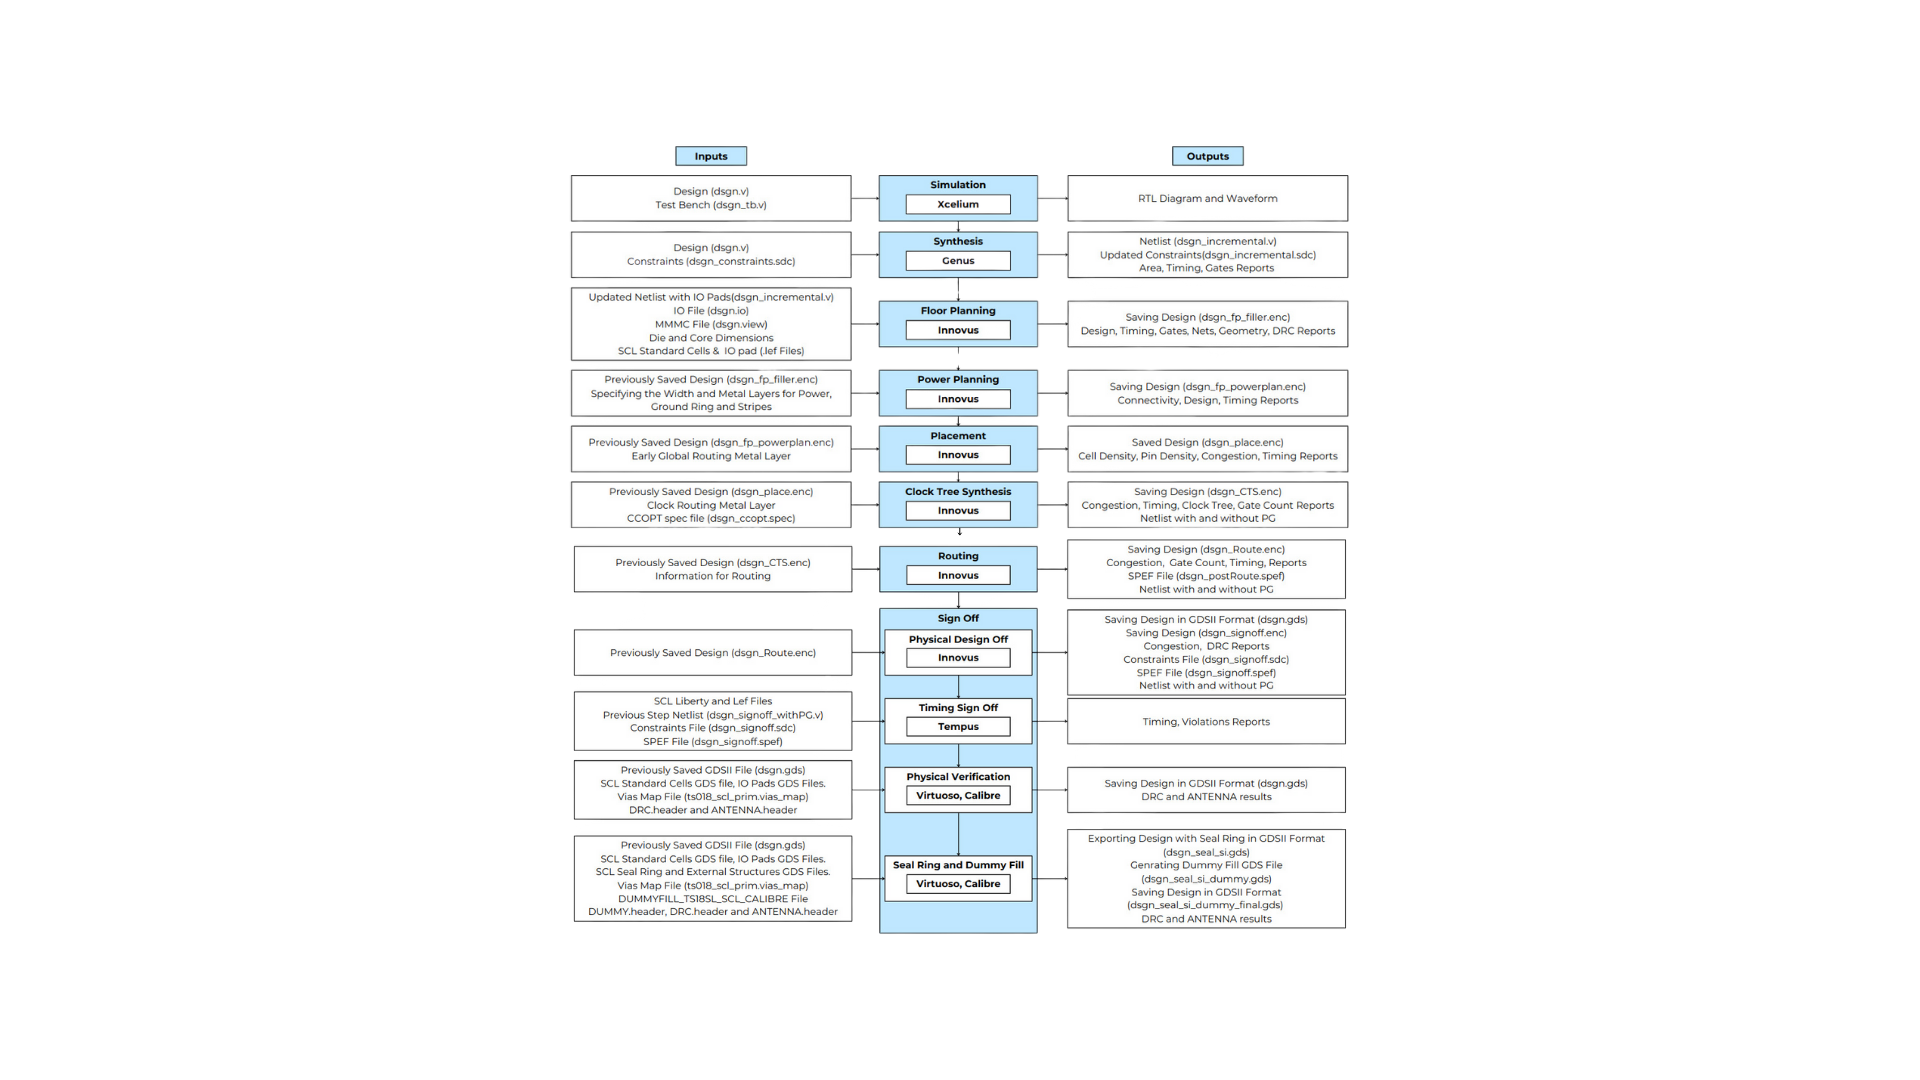 Inputs
Outputs
Design (dsgn.v)
Test Bench (dsgn_tb.v)
Simulation
Xcelium
RTL Diagram and Waveform
Design (dsgn.v)
Constraints (dsgn_constraints.sdc)
Synthesis
Genus
Netlist (dsgn_incremental.v)
Updated Constraints(dsgn_incremental.sdc)
Area, Timing, Gates Reports
Updated Netlist with IO Pads(dsgn_incremental.v)
IO File (dsgn.io)
MMMC File (dsgn.view)
Die and Core Dimensions
SCL Standard Cells & IO pad (.lef Files)
Floor Planning
Innovus
Saving Design (dsgn_fp_filler.enc)
Design, Timing, Gates, Nets, Geometry, DRC Reports
Previously Saved Design (dsgn_fp_filler.enc)
Specifying the Width and Metal Layers for Power,
Ground Ring and Stripes
Power Planning
Innovus
Saving Design (dsgn_fp_powerplan.enc)
Connectivity, Design, Timing Reports
Previously Saved Design (dsgn_fp_powerplan.enc)
Early Global Routing Metal Layer
Placement
Innovus
Saved Design (dsgn_place.enc)
Cell Density, Pin Density, Congestion, Timing Reports
Previously Saved Design (dsgn_place.enc)
Clock Routing Metal Layer
CCOPT spec file (dsgn_ccopt.spec)
Clock Tree Synthesis
Innovus
Saving Design (dsgn_CTS.enc)
Congestion, Timing, Clock Tree, Gate Count Reports
Netlist with and without PG
Previously Saved Design (dsgn_CTS.enc)
Information for Routing
Routing
Innovus
Saving Design (dsgn_Route.enc)
Congestion, Gate Count, Timing, Reports
SPEF File (dsgn_postRoute.spef)
Netlist with and without PG
Sign Off
Previously Saved Design (dsgn_Route.enc)
Physical Design Off
Innovus
Saving Design in GDSII Format (dsgn.gds)
Saving Design (dsgn_signoff.enc)
Congestion, DRC Reports
Constraints File (dsgn_signoff.sdc)
SPEF File (dsgn_signoff.spef)
Netlist with and without PG
SCL Liberty and Lef Files
Previous Step Netlist (dsgn_signoff_withPG.v)
Constraints File (dsgn_signoff.sdc)
SPEF File (dsgn_signoff.spef)
Timing Sign Off
Tempus
Timing, Violations Reports
Previously Saved GDSII File (dsgn.gds)
SCL Standard Cells GDS file, IO Pads GDS Files.
Vias Map File (ts018_scl_prim.vias_map)
DRC.header and ANTENNA.header
Physical Verification
Virtuoso, Calibre
Saving Design in GDSII Format (dsgn.gds)
DRC and ANTENNA results
Previously Saved GDSII File (dsgn.gds)
SCL Standard Cells GDS file, IO Pads GDS Files.
SCL Seal Ring and External Structures GDS Files.
Vias Map File (ts018_scl_prim.vias_map)
DUMMYFILL_TS18SL_SCL_CALIBRE File
DUMMY.header, DRC.header and ANTENNA.header
Seal Ring and Dummy Fill
Virtuoso, Calibre
Exporting Design with Seal Ring in GDSII Format
(dsgn_seal_si.gds)
Genrating Dummy Fill GDS File
(dsgn_seal_si_dummy.gds)
Saving Design in GDSII Format
(dsgn_seal_si_dummy_final.gds)
DRC and ANTENNA results